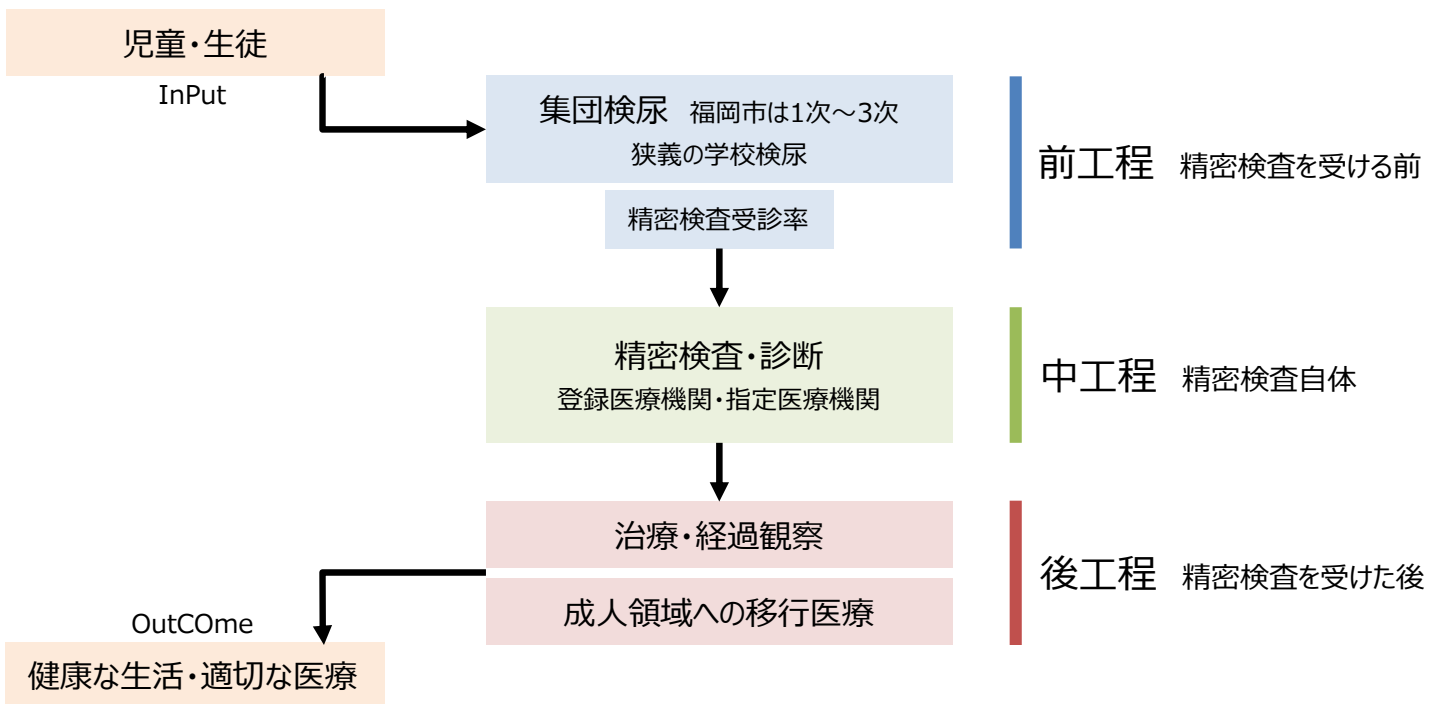 児童・生徒
InPut
集団検尿 福岡市は1次～3次
狭義の学校検尿
精密検査受診率
前工程 精密検査を受ける前
精密検査・診断
登録医療機関・指定医療機関
中工程 精密検査自体
治療・経過観察
成人領域への移行医療
後工程 精密検査を受けた後
OutCOme
健康な生活・適切な医療